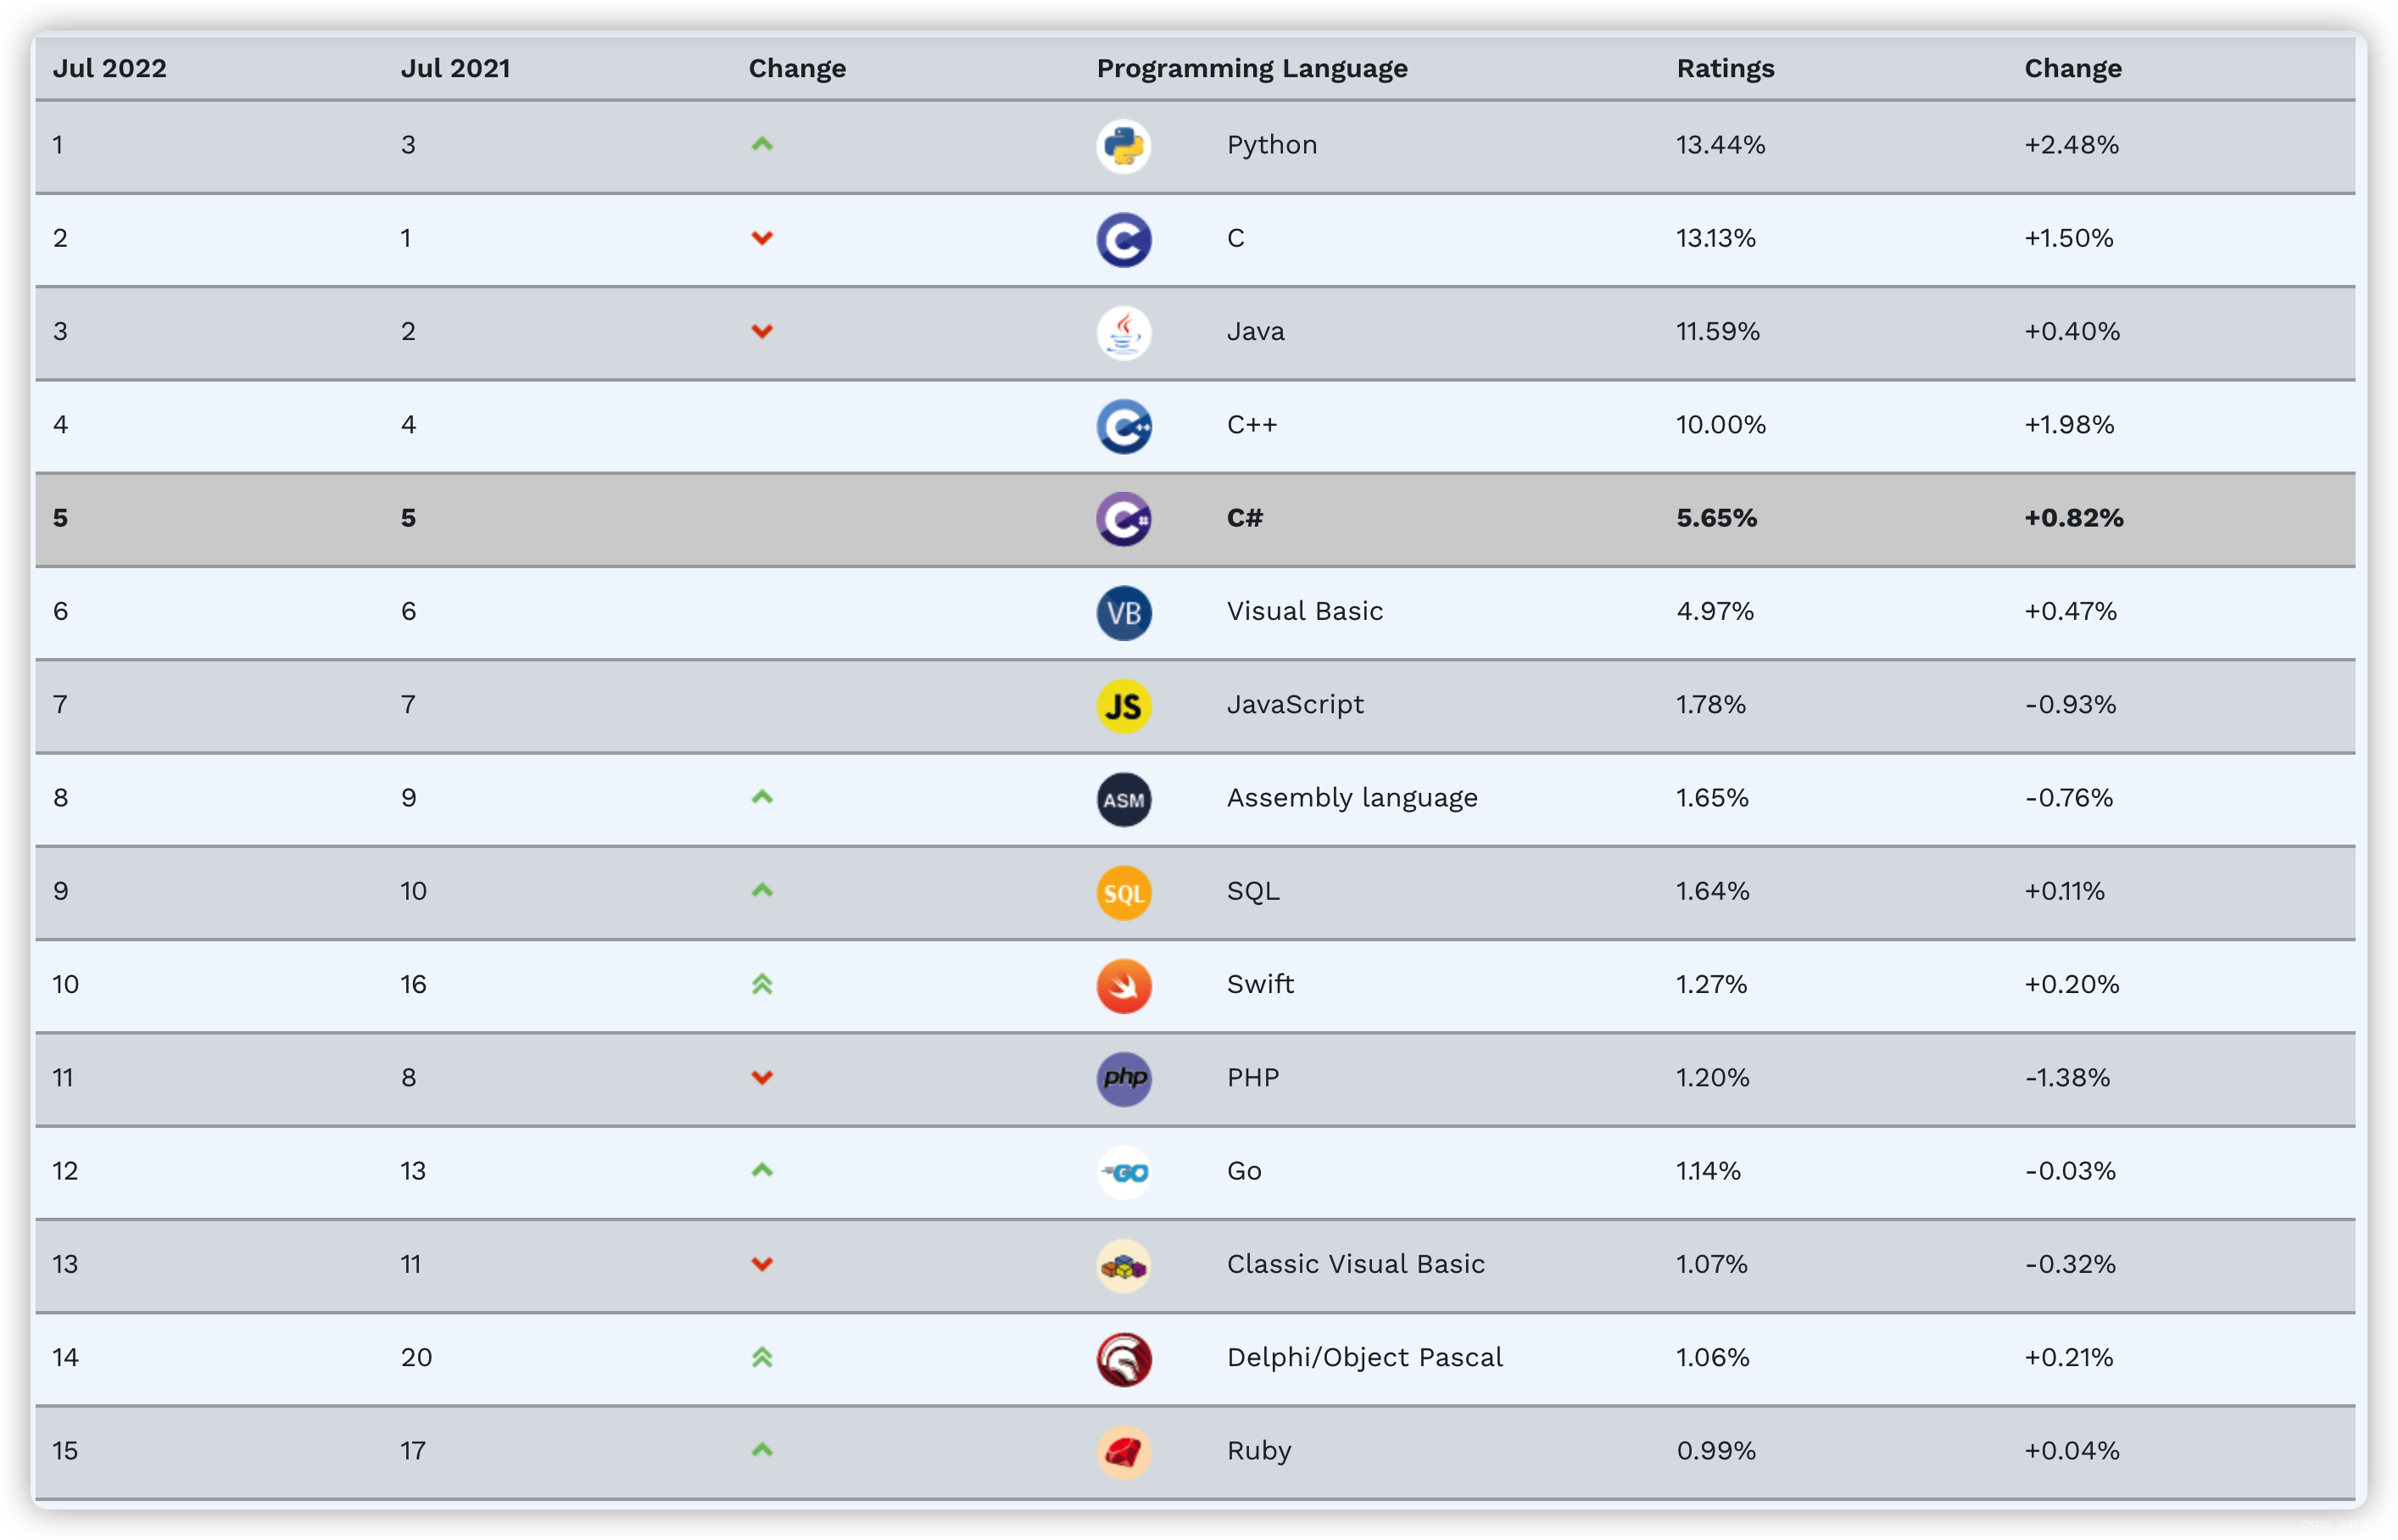 Jul 2022 Jul 2021 Change Programming Language Ratings Change
1 3 Python 13.44% +2.48%
2 1 C C 13.13% +1.50%
3 2 Java 11.59% +0.40%
4 4 C++ C++ 10.00% +1.98%
5 5 C# C# 5.65% +0.82%
6 6 VB Visual Basic 4.97% +0.47%
7 7 JS JavaScript 1.78% -0.93%
8 9 ASM Assembly language 1.65% -0.76%
9 10 SQL SQL 1.64% +0.11%
10 16 Swift 1.27% +0.20%
11 8 php PHP 1.20% -1.38%
12 13 GO Go 1.14% -0.03%
13 11 Classic Visual Basic 1.07% -0.32%
14 20 Delphi/Object Pascal 1.06% +0.21%
15 17 Ruby 0.99% +0.04%